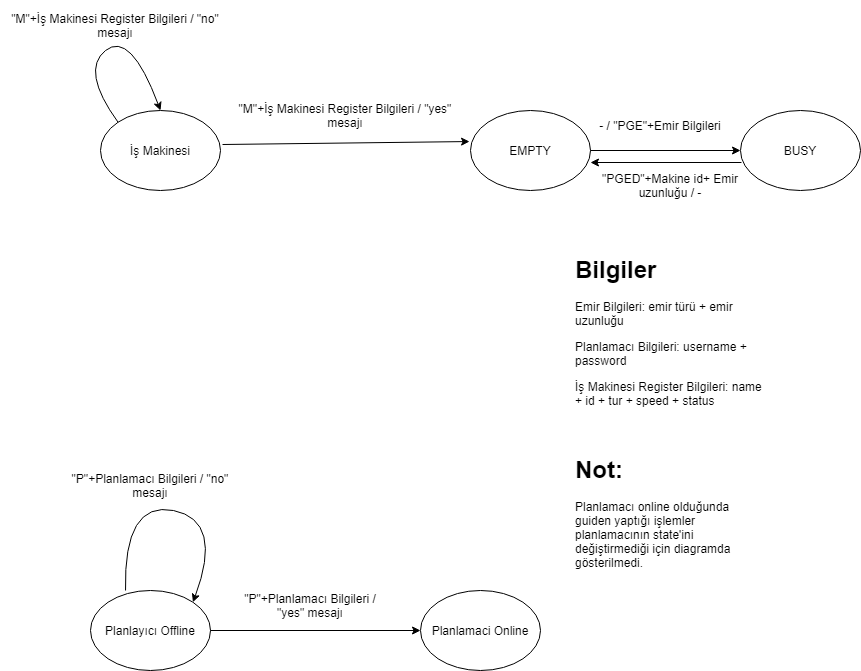 "M"+İş Makinesi Register Bilgileri / "no"
mesajı
"M"+İş Makinesi Register Bilgileri / "yes"
mesajı
- / "PGE"+Emir Bilgileri
İş Makinesi
EMPTY
BUSY
"PGED"+Makine id+ Emir
uzunluğu / -
Bilgiler
Emir Bilgileri: emir türü + emir
uzunluğu
Planlamacı Bilgileri: username +
password
İş Makinesi Register Bilgileri: name
+ id + tur + speed + status
Not:
Planlamacı online olduğunda
guiden yaptığı işlemler
planlamacının state'ini
değiştirmediği için diagramda
gösterilmedi.
"P"+Planlamacı Bilgileri / "no"
mesajı
"P"+Planlamacı Bilgileri /
"yes" mesajı
Planlayıcı Offline
Planlamaci Online